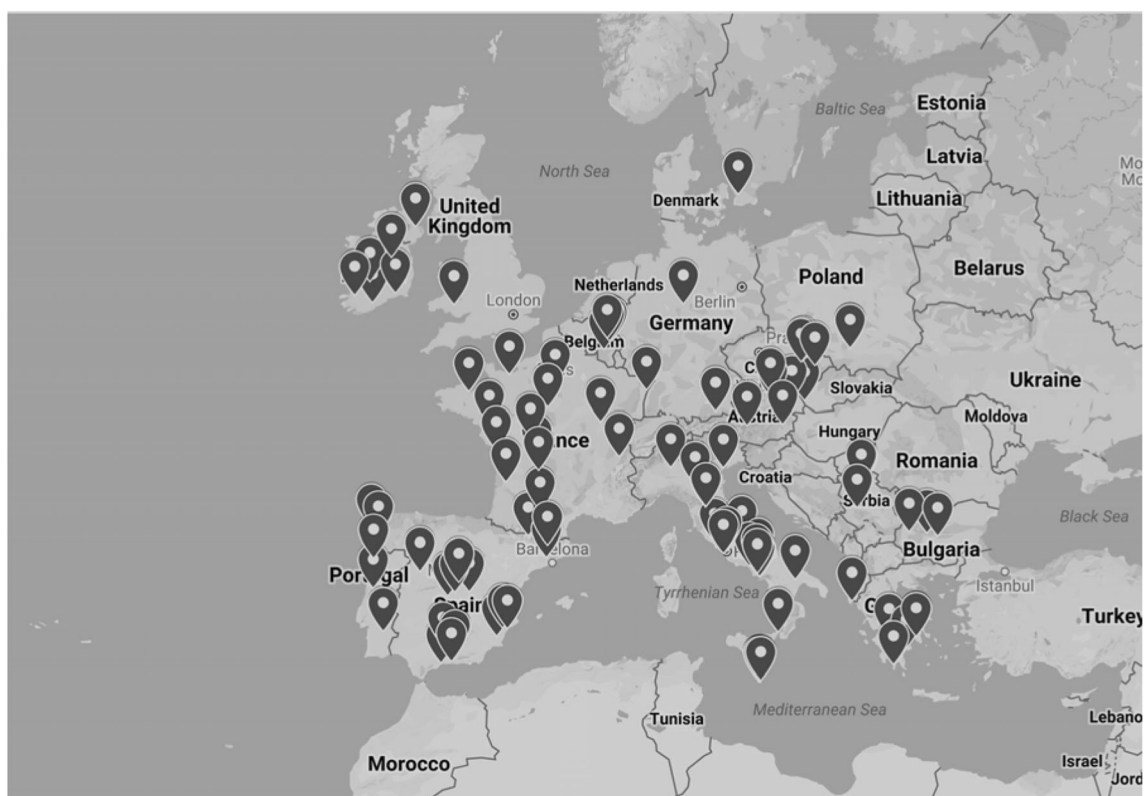 Estonia
Baltic Sea
Latvia
North Sea
Denmark
Lithuania
United
Kingdom
Belarus
Poland
Netherlands
Berlin
London
Germany
Ukraine
Slovakia
Moldova
Hungary
Romania
Croatia
Black Sea
Barcelona
Bulgaria
Portugal
Istanbul
Tyrrhenian Sea
Turkey
Mediterranean Sea
Tunisia
Morocco
Israel